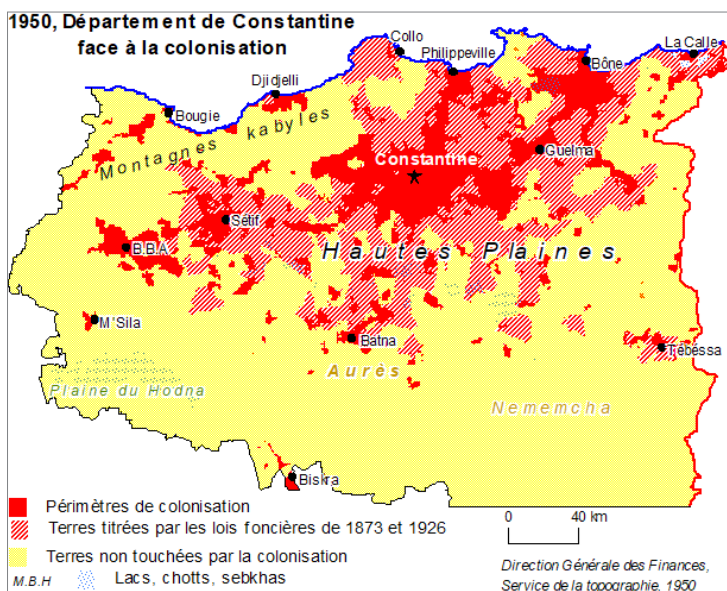 1950, Département de Constantine
face à la colonisation
Collo
Philippeville
La Calle
Bône
Djidjelli
Bougie
Montagnes kabyles
Guelma
Constantine
Sétif
B.B.A
Hautes Plaines
M'Sila
Batna
Tébéssa
Aurès
Plaine du Hodna
Nememcha
Biskra
Périmètres de colonisation
Terres titrées par les lois foncières de 1873 et 1926
0 40 km
Terres non touchées par la colonisation
M.B.H Lacs, chotts, sebkhas
Direction Générale des Finances,
Service de la topographie, 1950